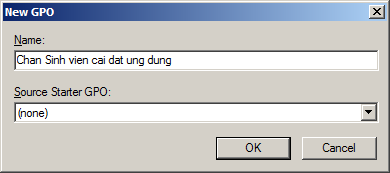 New GPO
Name:
Chan Sinh vien cai dat ung dung
Source Starter GPO:
(none)
OK Cancel